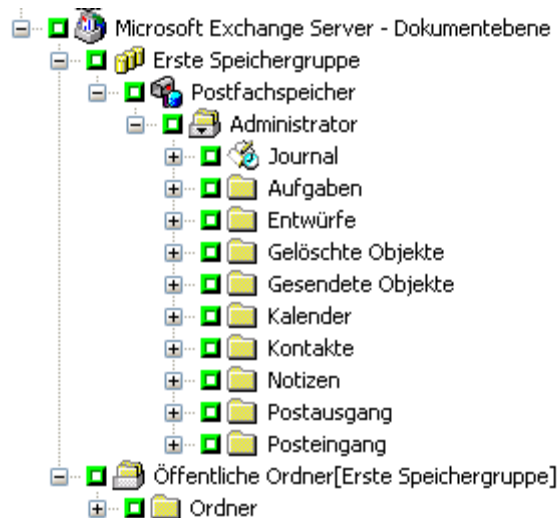 Microsoft Exchange Server - Dokumentebene
Erste Speichergruppe
Postfachspeicher
Administrator
Journal
Aufgaben
Entwürfe
Gelöschte Objekte
Gesendete Objekte
Kalender
Kontakte
Notizen
Postausgang
Posteingang
Öffentliche Ordner[Erste Speichergruppe]
Ordner